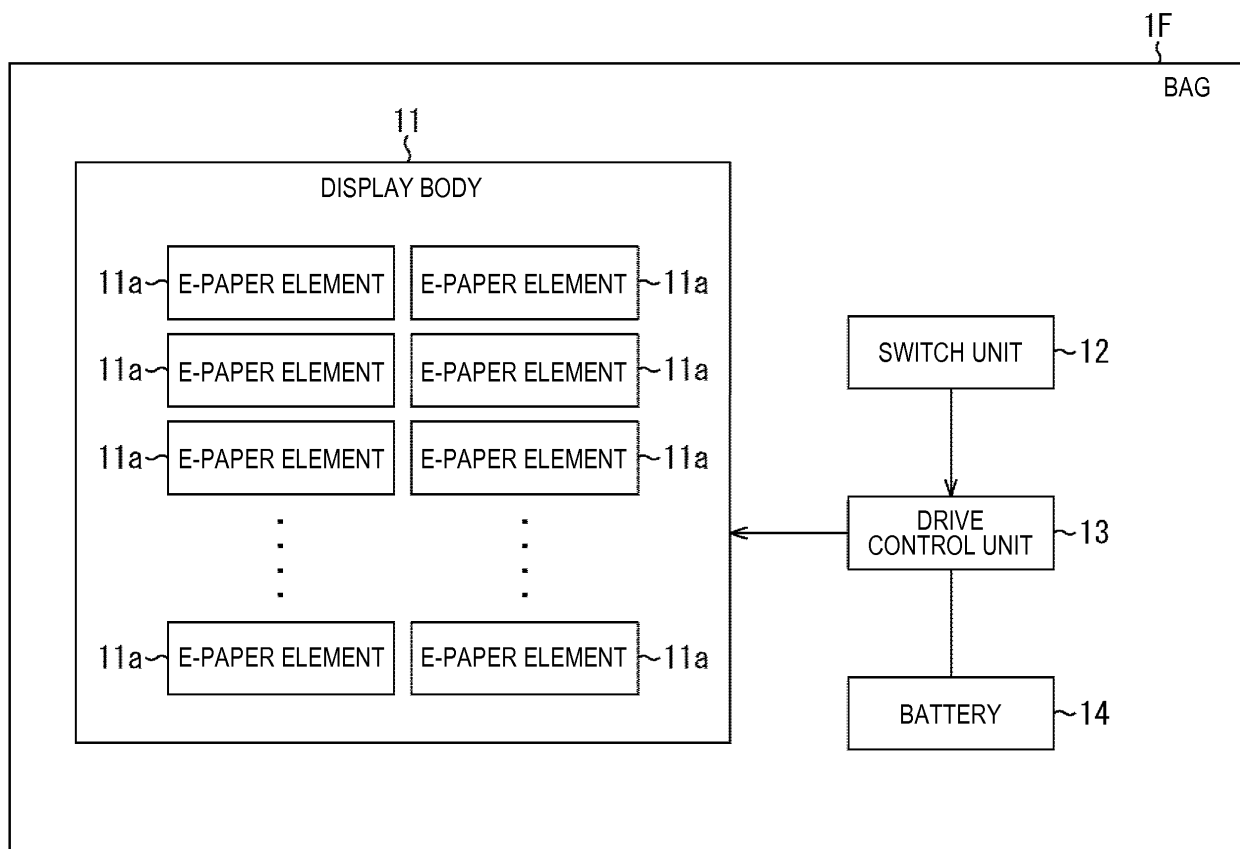 1F
BAG
11
DISPLAY BODY
11a E-PAPER ELEMENT E-PAPER ELEMENT 11a
11a E-PAPER ELEMENT E-PAPER ELEMENT 11a
SWITCH UNIT 12
11a E-PAPER ELEMENT E-PAPER ELEMENT 11a
DRIVE
CONTROL UNIT 13
11a E-PAPER ELEMENT E-PAPER ELEMENT 11a
BATTERY 14